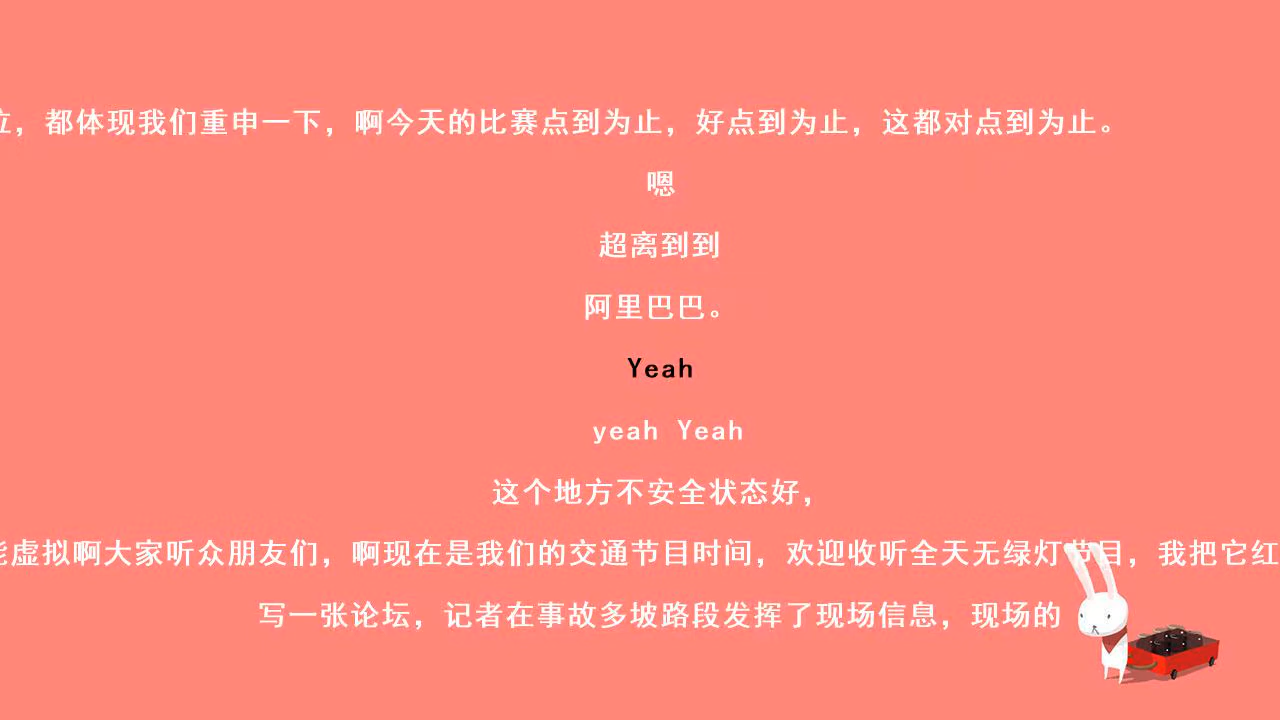 都体现我们重申一下，啊今天的比赛点到为止，好点到为止，这都对点到为止。
嗯
超离到到
阿里巴巴。
Yeah
yeah Yeah
这个地方不安全状态好，
虚拟啊大家听众朋友们，啊现在是我们的交通节目时间，欢迎收听全天无绿灯节目，我把它红
写一张论坛，记者在事故多坡路段发挥了现场信息，现场的